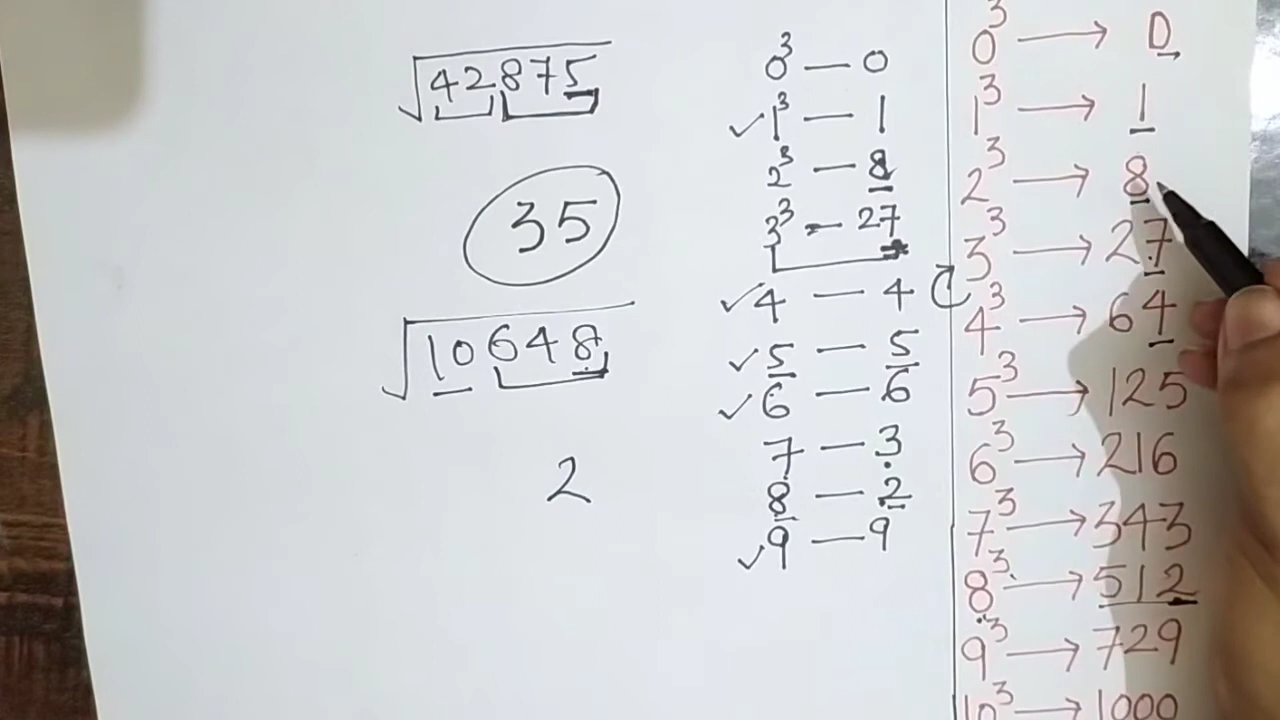 √42875
35
√10648
2
0³ — 0
✓1³ — 1
2³ — 8
3³ — 27
✓4 — 4
✓5 — 5
✓6 — 6
7 — 3
8 — 2
✓9 — 9
0³ → 0
1³ → 1
2³ → 8
3³ → 27
4³ → 64
5³ → 125
6³ → 216
7³ → 343
8³ → 512
9³ → 729
10³ → 1000